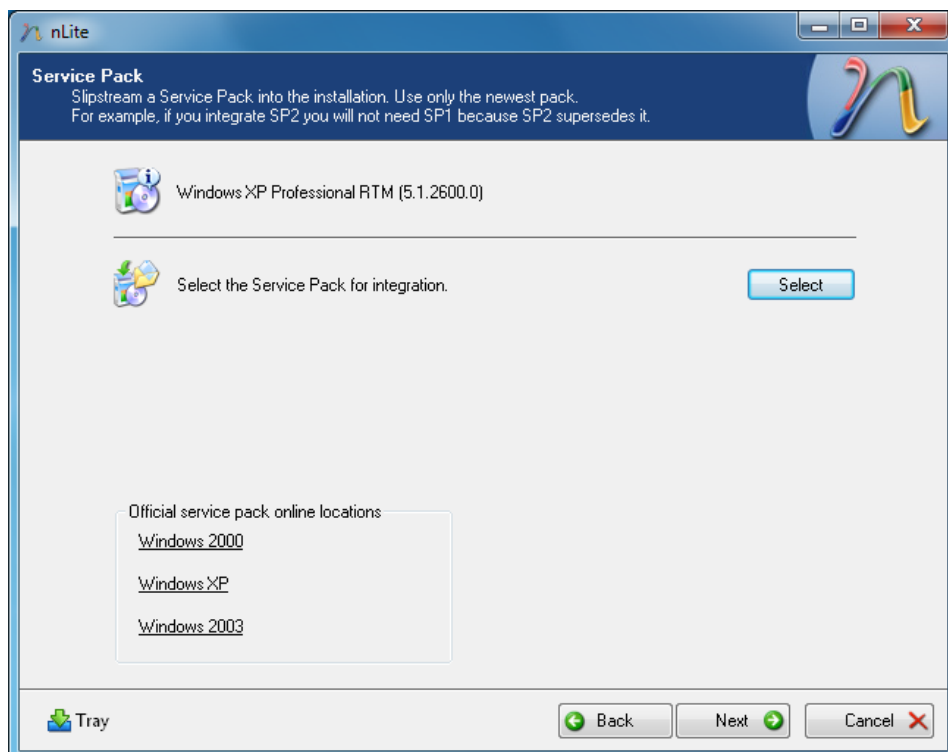 nLite
Service Pack
Slipstream a Service Pack into the installation. Use only the newest pack.
For example, if you integrate SP2 you will not need SP1 because SP2 supersedes it.
Windows XP Professional RTM (5.1.2600.0)
Select the Service Pack for integration.
Select
Official service pack online locations
Windows 2000
Windows XP
Windows 2003
Tray
Back
Next
Cancel